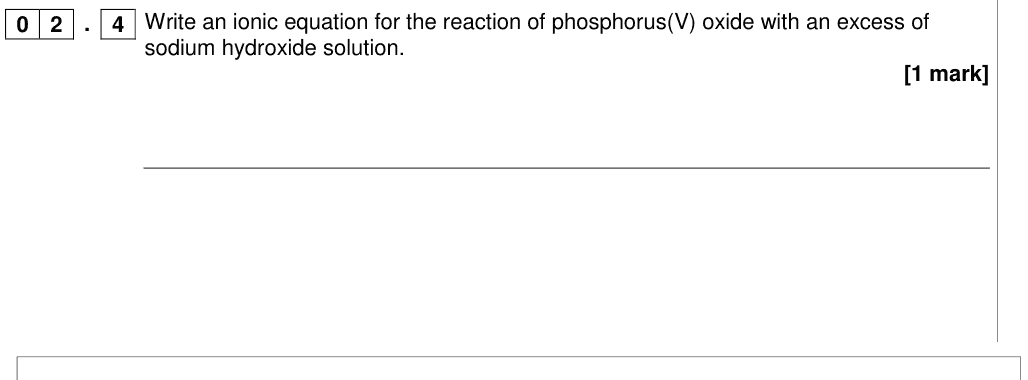 0 2 . 4 Write an ionic equation for the reaction of phosphorus(V) oxide with an excess of
sodium hydroxide solution.
[1 mark]